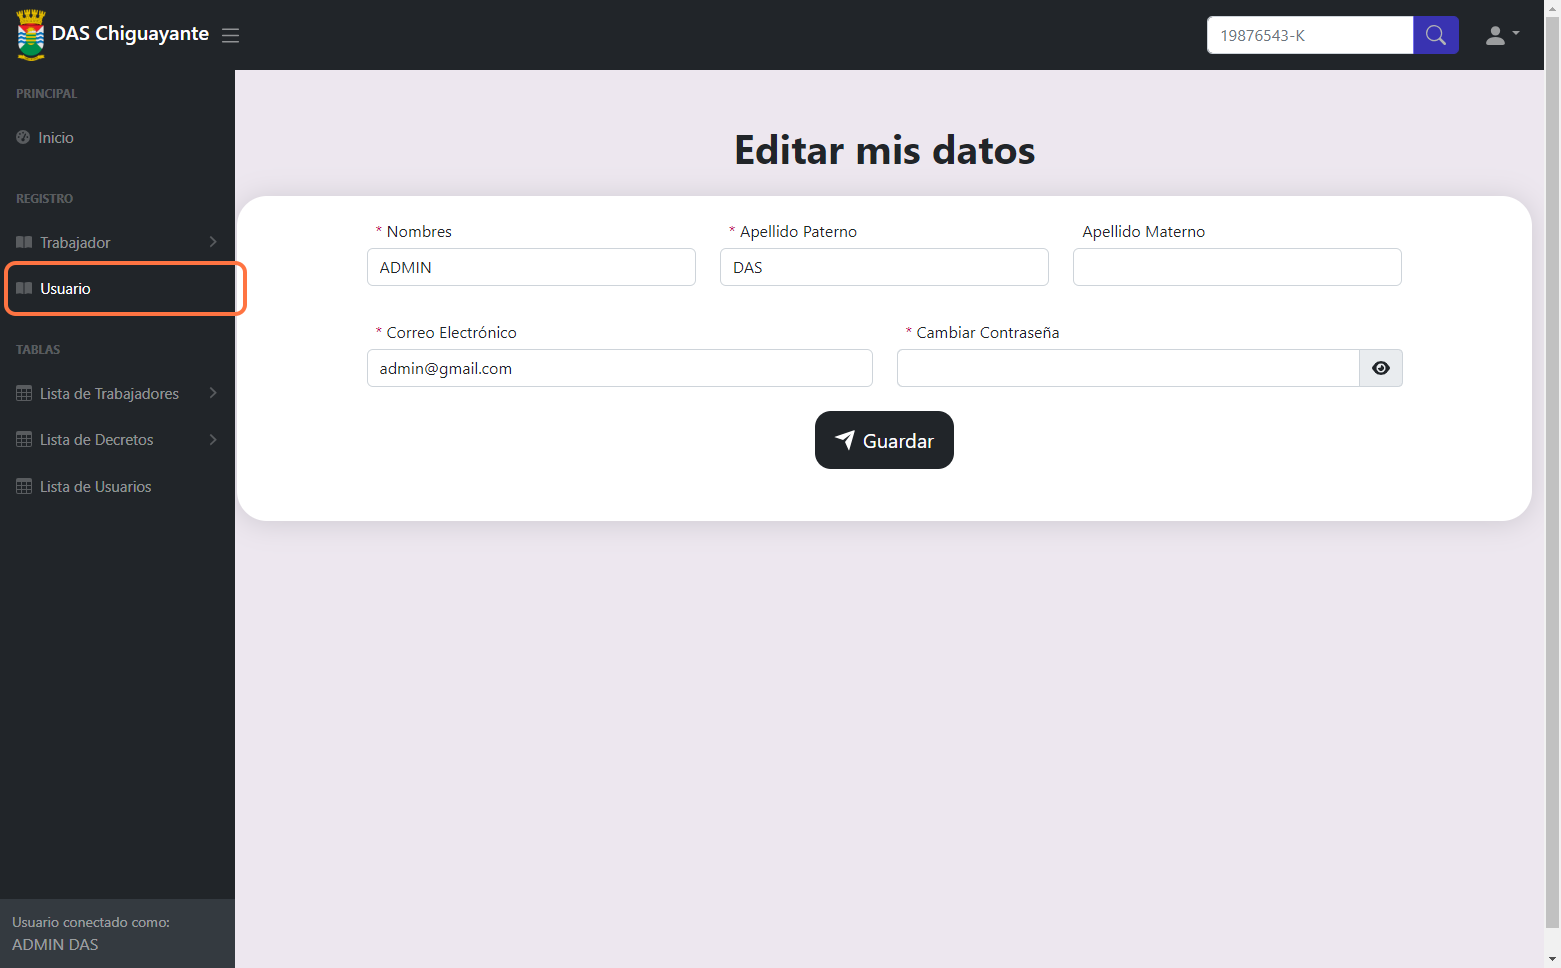 DAS Chiguayante
19876543-K
PRINCIPAL
Inicio
REGISTRO
Trabajador
Usuario
TABLAS
Lista de Trabajadores
Lista de Decretos
Lista de Usuarios
Usuario conectado como:
ADMIN DAS
Editar mis datos
* Nombres
ADMIN
* Apellido Paterno
DAS
Apellido Materno
* Correo Electrónico
admin@gmail.com
* Cambiar Contraseña
Guardar